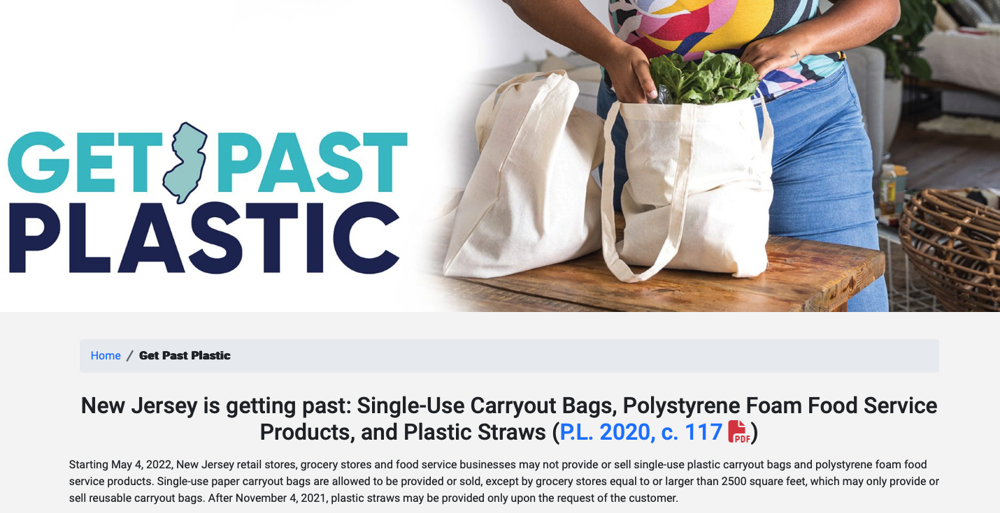 GET PAST
PLASTIC
Home / Get Past Plastic
New Jersey is getting past: Single-Use Carryout Bags, Polystyrene Foam Food Service
Products, and Plastic Straws (P.L. 2020, c. 117 PDF)
Starting May 4, 2022, New Jersey retail stores, grocery stores and food service businesses may not provide or sell single-use plastic carryout bags and polystyrene foam food
service products. Single-use paper carryout bags are allowed to be provided or sold, except by grocery stores equal to or larger than 2500 square feet, which may only provide or
sell reusable carryout bags. After November 4, 2021, plastic straws may be provided only upon the request of the customer.